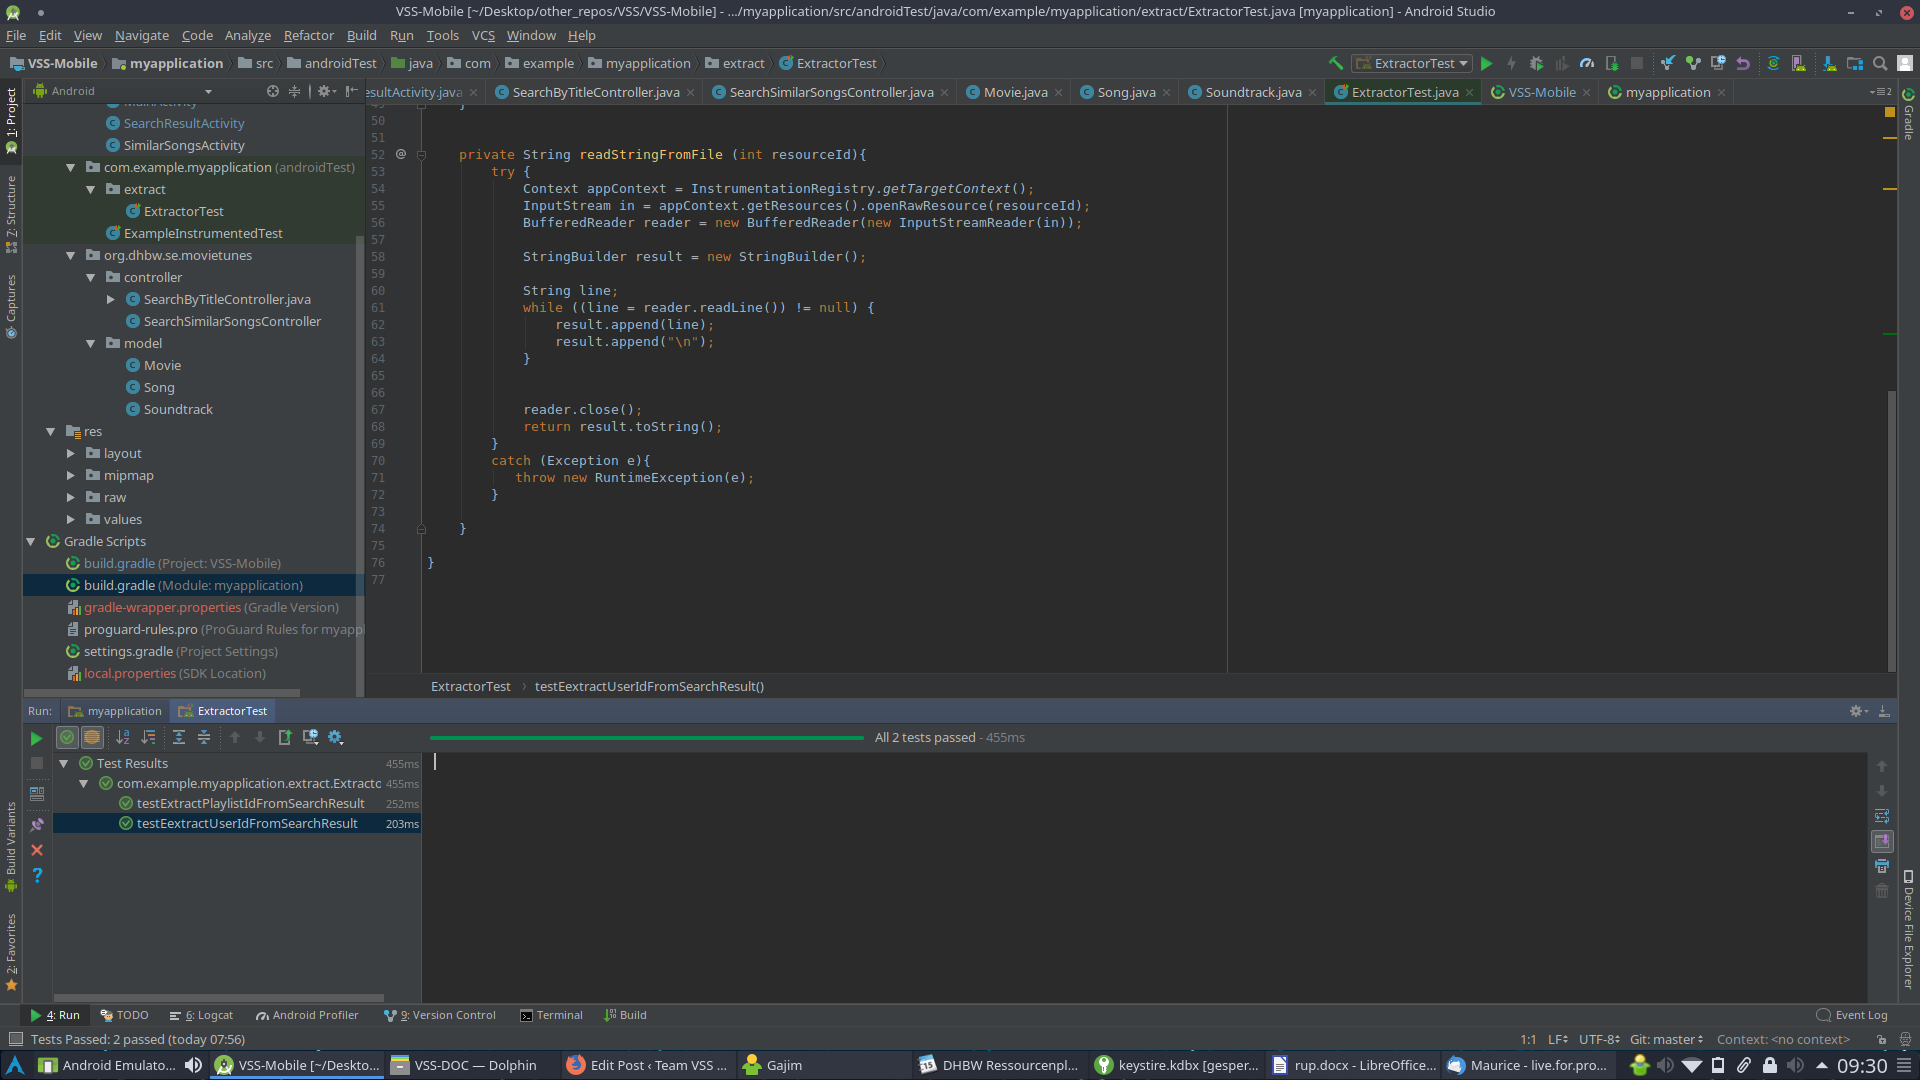 VSS-Mobile [~/Desktop/other_repos/VSS/VSS-Mobile] - .../myapplication/src/androidTest/java/com/example/myapplication/extract/ExtractorTest.java [myapplication] - Android Studio
File Edit View Navigate Code Analyze Refactor Build Run Tools VCS Window Help
VSS-Mobile myapplication src androidTest java com example myapplication extract ExtractorTest ExtractorTest
Android
esultActivity.java SearchByTitleController.java SearchSimilarSongsController.java Movie.java Song.java Soundtrack.java ExtractorTest.java VSS-Mobile myapplication
1: Project
7: Structure
Captures
Build Variants
2: Favorites
MainActivity
SearchResultActivity
SimilarSongsActivity
com.example.myapplication (androidTest)
extract
ExtractorTest
ExampleInstrumentedTest
org.dhbw.se.movietunes
controller
SearchByTitleController.java
SearchSimilarSongsController
model
Movie
Song
Soundtrack
res
layout
mipmap
raw
values
Gradle Scripts
build.gradle (Project: VSS-Mobile)
build.gradle (Module: myapplication)
gradle-wrapper.properties (Gradle Version)
proguard-rules.pro (ProGuard Rules for myappl
settings.gradle (Project Settings)
local.properties (SDK Location)
49 }
50
51
52 @ private String readStringFromFile (int resourceId){
53 try {
54 Context appContext = InstrumentationRegistry.getTargetContext();
55 InputStream in = appContext.getResources().openRawResource(resourceId);
56 BufferedReader reader = new BufferedReader(new InputStreamReader(in));
57
58 StringBuilder result = new StringBuilder();
59
60 String line;
61 while ((line = reader.readLine()) != null) {
62 result.append(line);
63 result.append("\n");
64 }
65
66
67 reader.close();
68 return result.toString();
69 }
70 catch (Exception e){
71 throw new RuntimeException(e);
72 }
73
74 }
75
76 }
77
ExtractorTest testEextractUserIdFromSearchResult()
Gradle
Device File Explorer
Run: myapplication ExtractorTest
All 2 tests passed - 455ms
Test Results 455ms
com.example.myapplication.extract.Extracto 455ms
testExtractPlaylistIdFromSearchResult 252ms
testEextractUserIdFromSearchResult 203ms
4: Run TODO 6: Logcat Android Profiler 9: Version Control Terminal Build Event Log
Tests Passed: 2 passed (today 07:56) 1:1 LF UTF-8 Git: master Context: <no context>
Android Emulato... VSS-Mobile [~/Deskto... VSS-DOC — Dolphin Edit Post ‹ Team VSS ... Gajim DHBW Ressourcenpl... keystire.kdbx [gesper... rup.docx - LibreOffice... Maurice - live.for.pro... 09:30